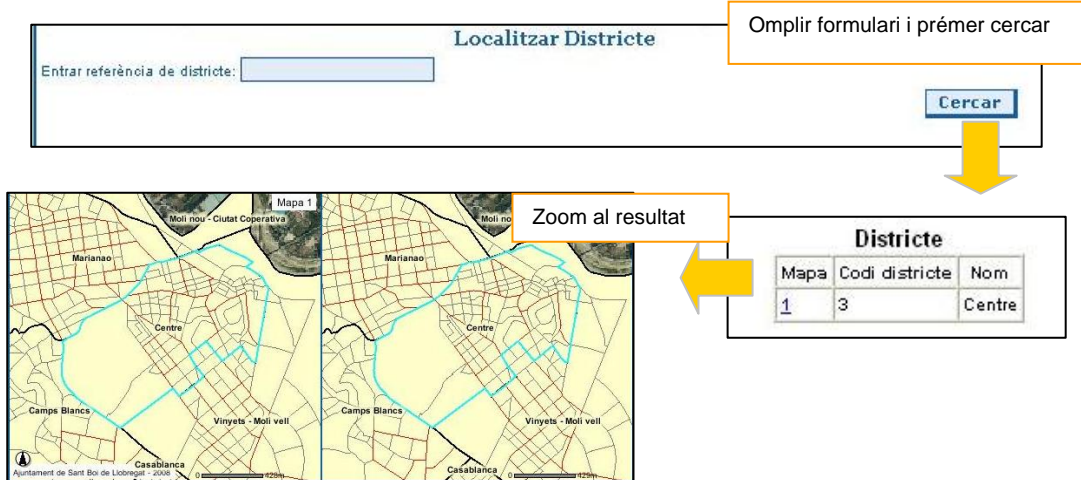 Omplir formulari i prémer cercar
Localitzar Districte
Entrar referència de districte:
Cercar
Zoom al resultat
Districte
Mapa Codi districte Nom
1 3 Centre
Mapa 1
Moli nou - Ciutat Cooperativa
Marianao
Centre
Camps Blancs
Vinyets - Moli vell
Casablanca
Ajuntament de Sant Boi de Llobregat - 2008
0 429m
Moli no
Marianao
Centre
Camps Blancs
Vinyets - Moli vell
Casablanca
0 429m